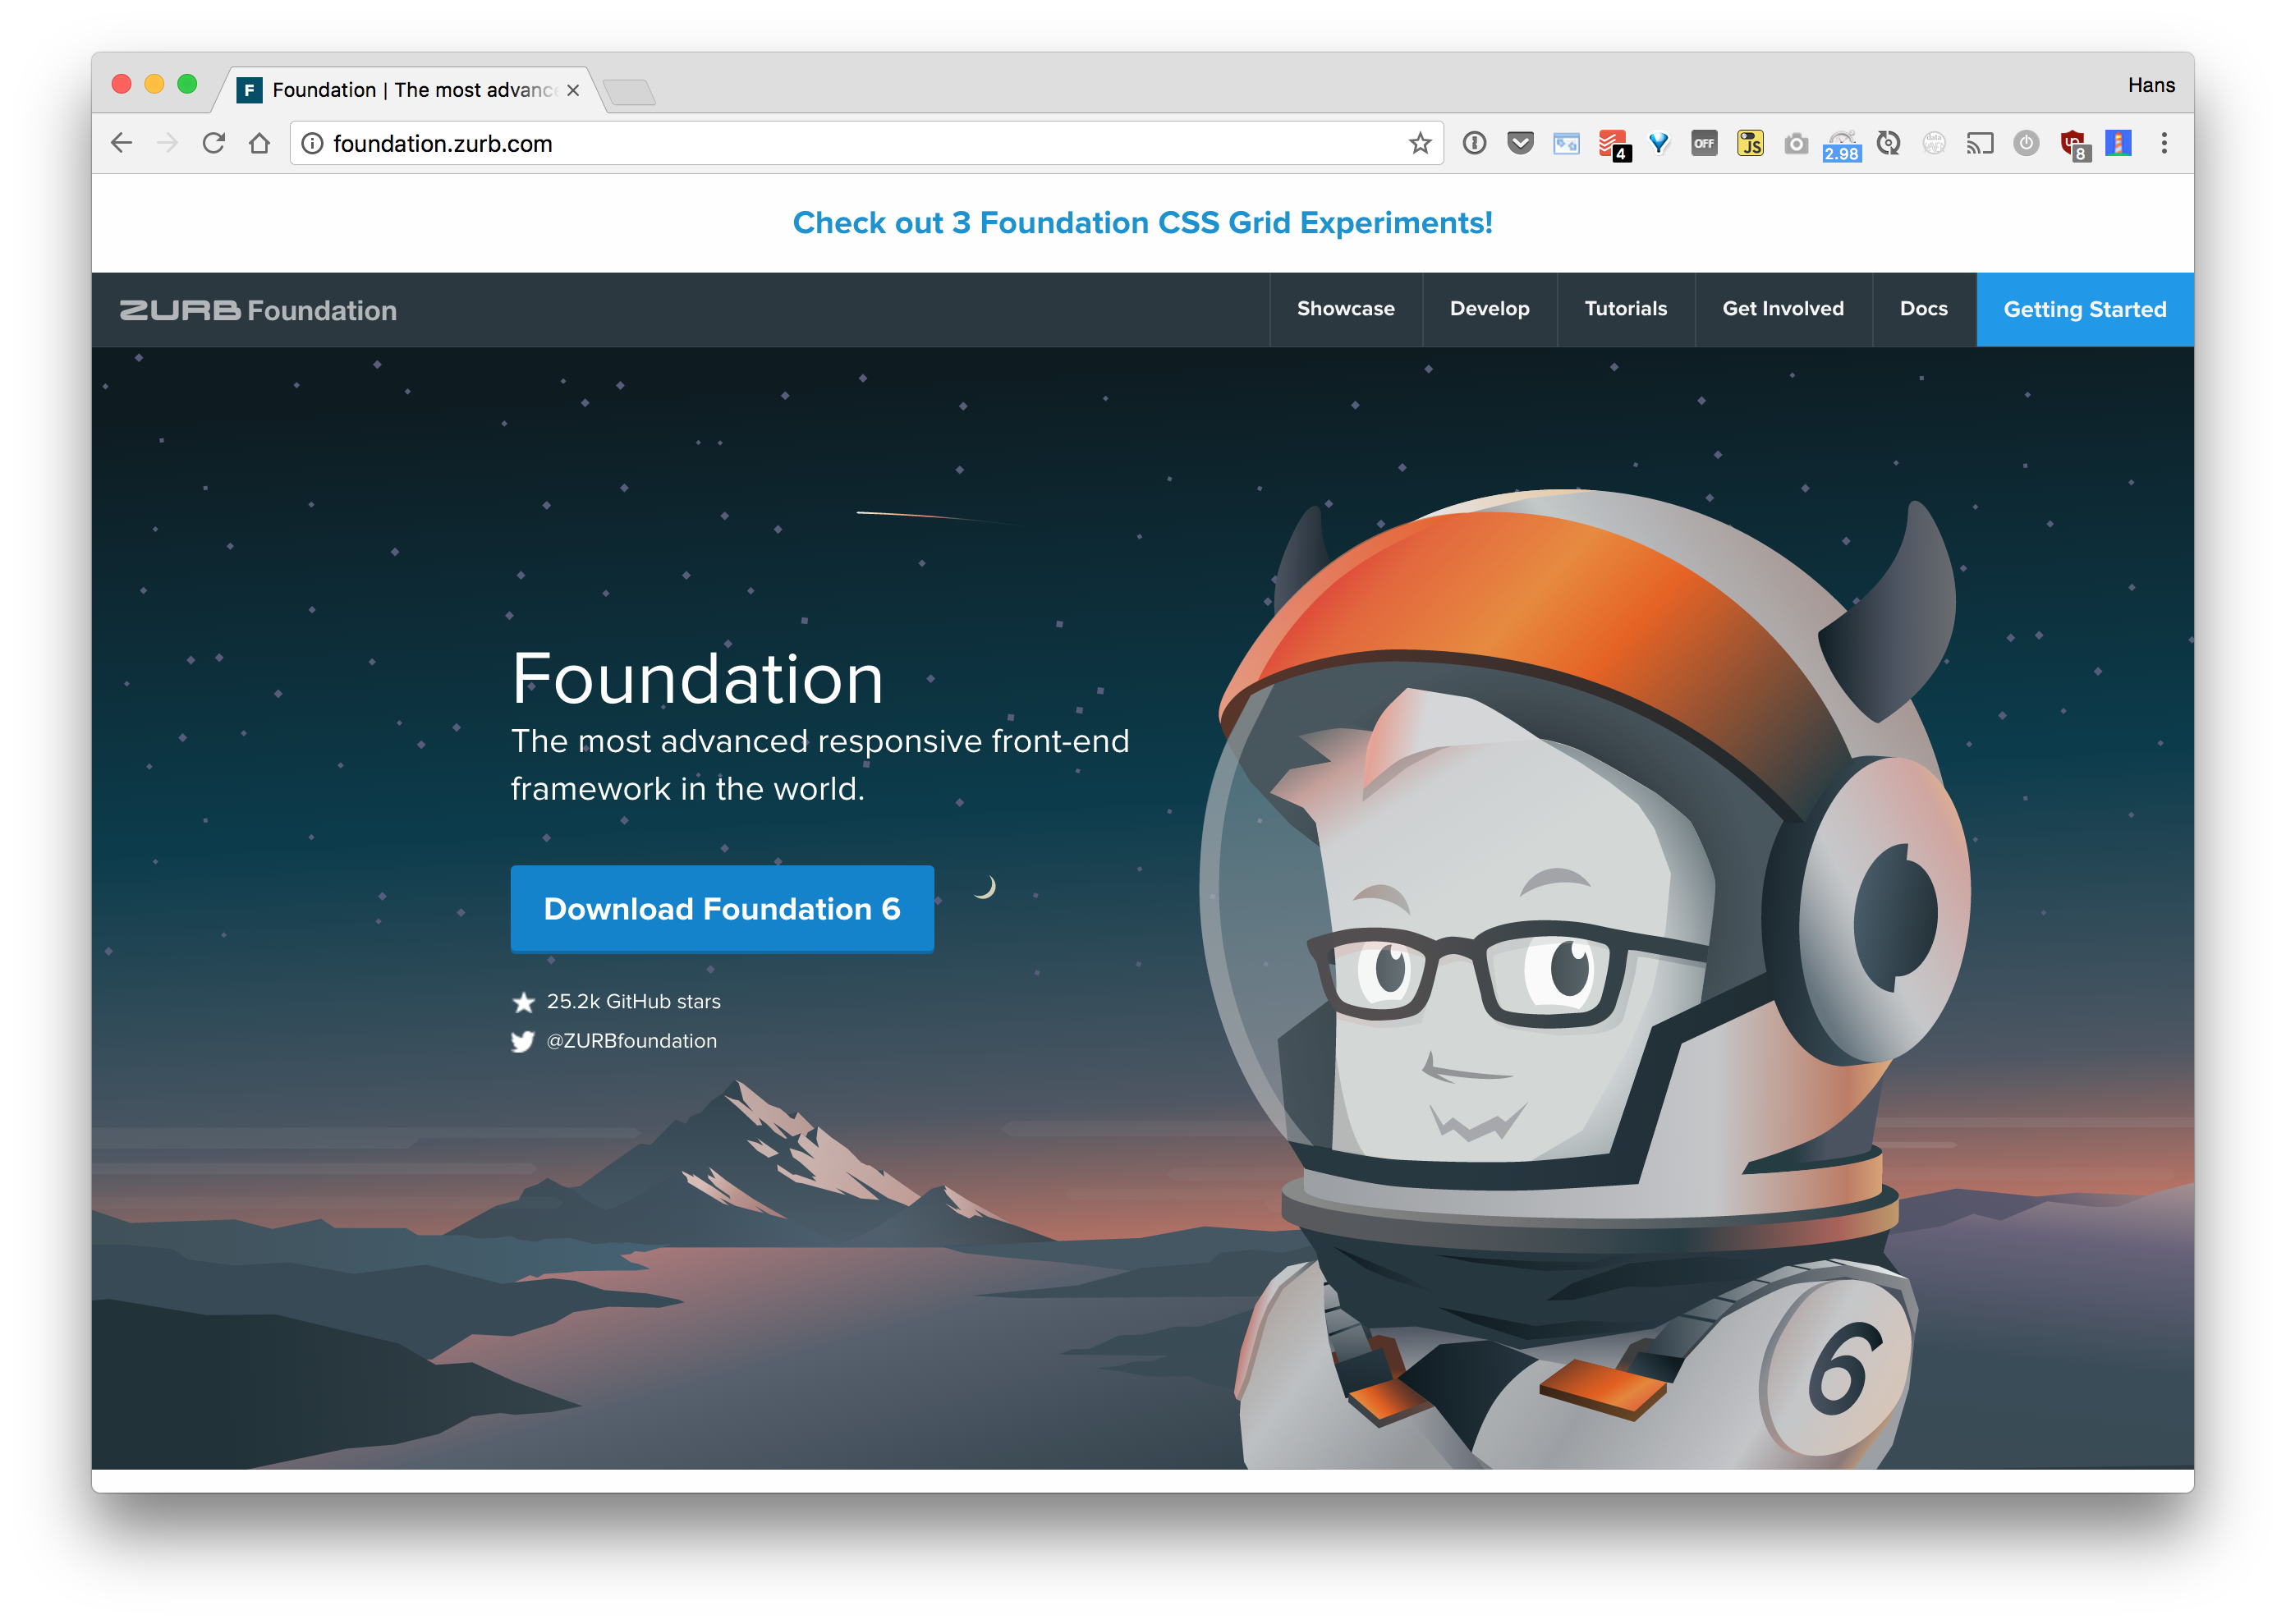 Foundation | The most advanc
Hans
foundation.zurb.com
4
OFF
JS
2.98
8
Check out 3 Foundation CSS Grid Experiments!
ZURB Foundation
Showcase
Develop
Tutorials
Get Involved
Docs
Getting Started
Foundation
The most advanced responsive front-end
framework in the world.
Download Foundation 6
25.2k GitHub stars
@ZURBfoundation
6